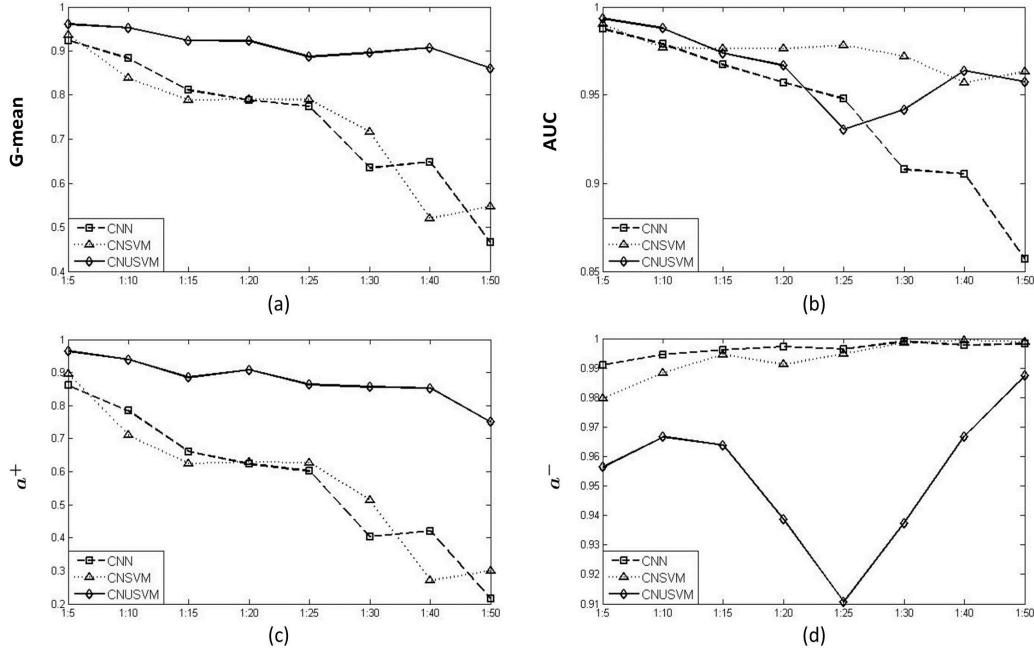 G-mean
1
0.9
0.8
0.7
0.6
0.5
0.4
CNN
CNSVM
CNUSVM
1:5 1:10 1:15 1:20 1:25 1:30 1:40 1:50
(a)
AUC
1
0.95
0.9
0.85
CNN
CNSVM
CNUSVM
1:5 1:10 1:15 1:20 1:25 1:30 1:40 1:50
(b)
a+
1
0.9
0.8
0.7
0.6
0.5
0.4
0.3
0.2
CNN
CNSVM
CNUSVM
1:5 1:10 1:15 1:20 1:25 1:30 1:40 1:50
(c)
a−
1
0.99
0.98
0.97
0.96
0.95
0.94
0.93
0.92
0.91
CNN
CNSVM
CNUSVM
1:5 1:10 1:15 1:20 1:25 1:30 1:40 1:50
(d)